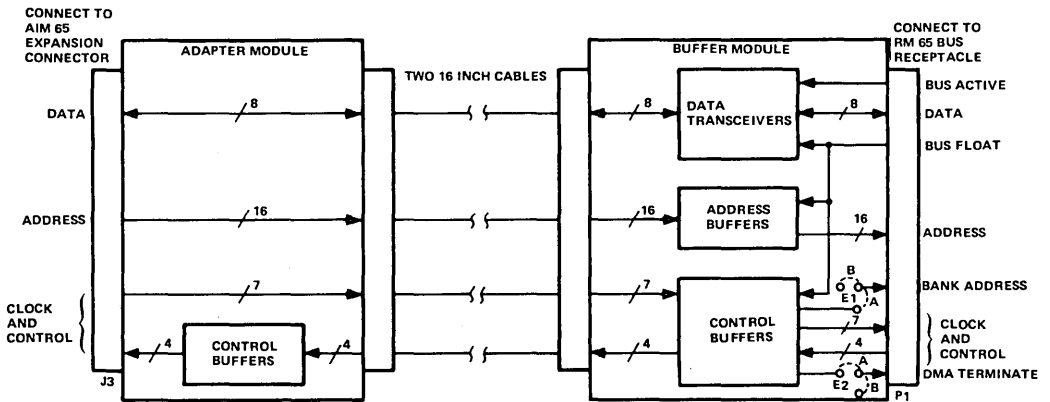 CONNECT TO
AIM 65
EXPANSION
CONNECTOR
ADAPTER MODULE
TWO 16 INCH CABLES
BUFFER MODULE
CONNECT TO
RM 65 BUS
RECEPTACLE
DATA
8
8
DATA
TRANSCEIVERS
BUS ACTIVE
8
DATA
BUS FLOAT
ADDRESS
16
16
ADDRESS
BUFFERS
16
ADDRESS
CLOCK
AND
CONTROL
7
4
CONTROL
BUFFERS
4
7
4
CONTROL
BUFFERS
B
E1
A
BANK ADDRESS
7
4
CLOCK
AND
CONTROL
E2
A
B
DMA TERMINATE
J3
P1